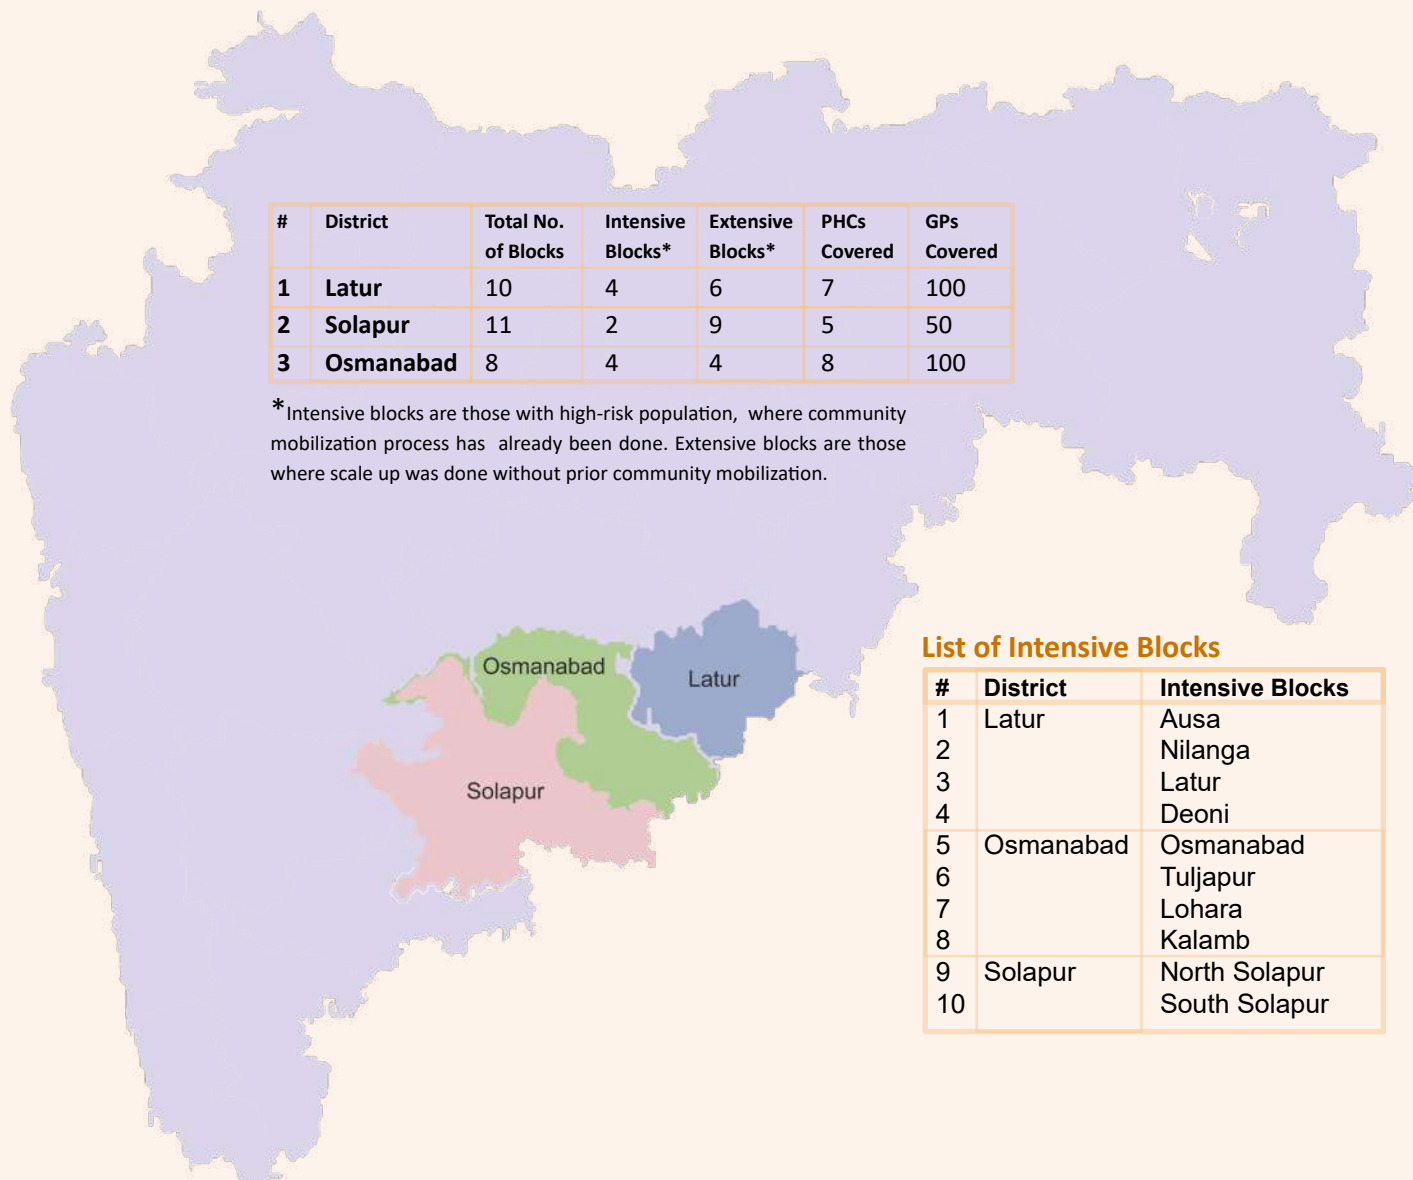 # District Total No. of Blocks Intensive Blocks* Extensive Blocks* PHCs Covered GPs Covered
1 Latur 10 4 6 7 100
2 Solapur 11 2 9 5 50
3 Osmanabad 8 4 4 8 100
*Intensive blocks are those with high-risk population, where community
mobilization process has already been done. Extensive blocks are those
where scale up was done without prior community mobilization.
Osmanabad
Latur
Solapur
List of Intensive Blocks
# District Intensive Blocks
1 Latur Ausa
2 Nilanga
3 Latur
4 Deoni
5 Osmanabad Osmanabad
6 Tuljapur
7 Lohara
8 Kalamb
9 Solapur North Solapur
10 South Solapur